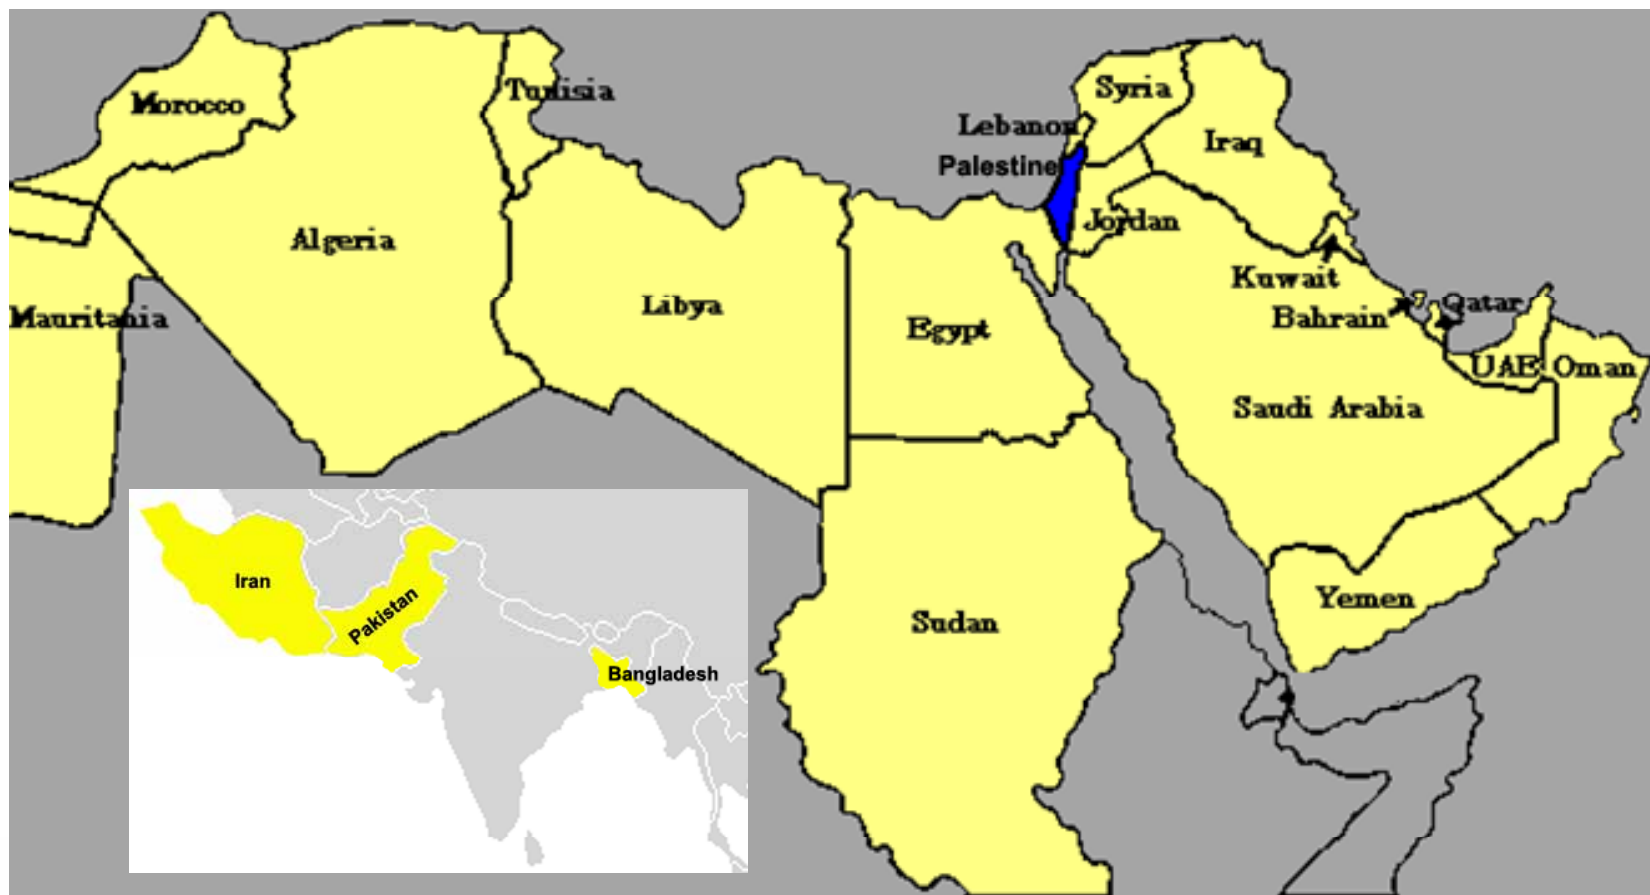 Morocco
Tunisia
Syria
Lebanon
Iraq
Palestine
Jordan
Algeria
Kuwait
Libya
Egypt
Bahrain
Qatar
Mauritania
UAE
Oman
Saudi Arabia
Yemen
Sudan
Iran
Pakistan
Bangladesh